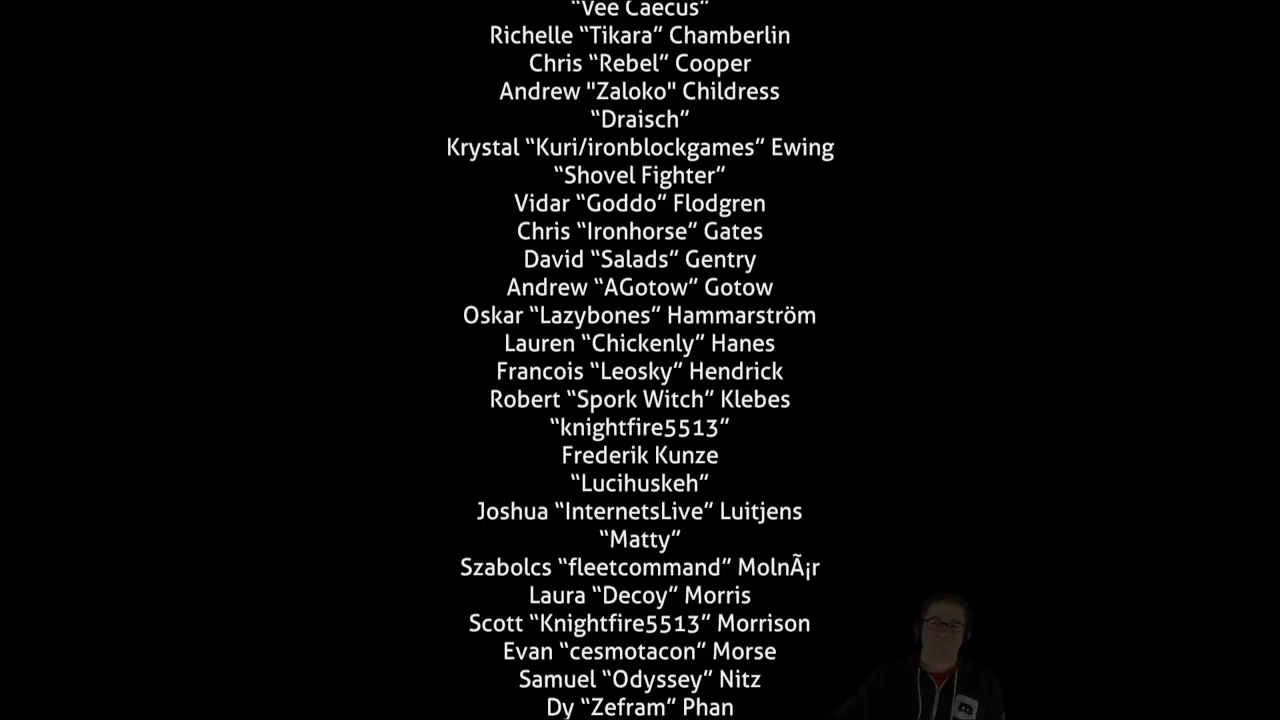 “Vee Caecus”
Richelle “Tikara” Chamberlin
Chris “Rebel” Cooper
Andrew "Zaloko" Childress
“Draisch”
Krystal “Kuri/ironblockgames” Ewing
“Shovel Fighter”
Vidar “Goddo” Flodgren
Chris “Ironhorse” Gates
David “Salads” Gentry
Andrew “AGotow” Gotow
Oskar “Lazybones” Hammarström
Lauren “Chickenly” Hanes
Francois “Leosky” Hendrick
Robert “Spork Witch” Klebes
“knightfire5513”
Frederik Kunze
“Lucihuskeh”
Joshua “InternetsLive” Luitjens
“Matty”
Szabolcs “fleetcommand” MolnÃ¡r
Laura “Decoy” Morris
Scott “Knightfire5513” Morrison
Evan “cesmotacon” Morse
Samuel “Odyssey” Nitz
Dy “Zefram” Phan